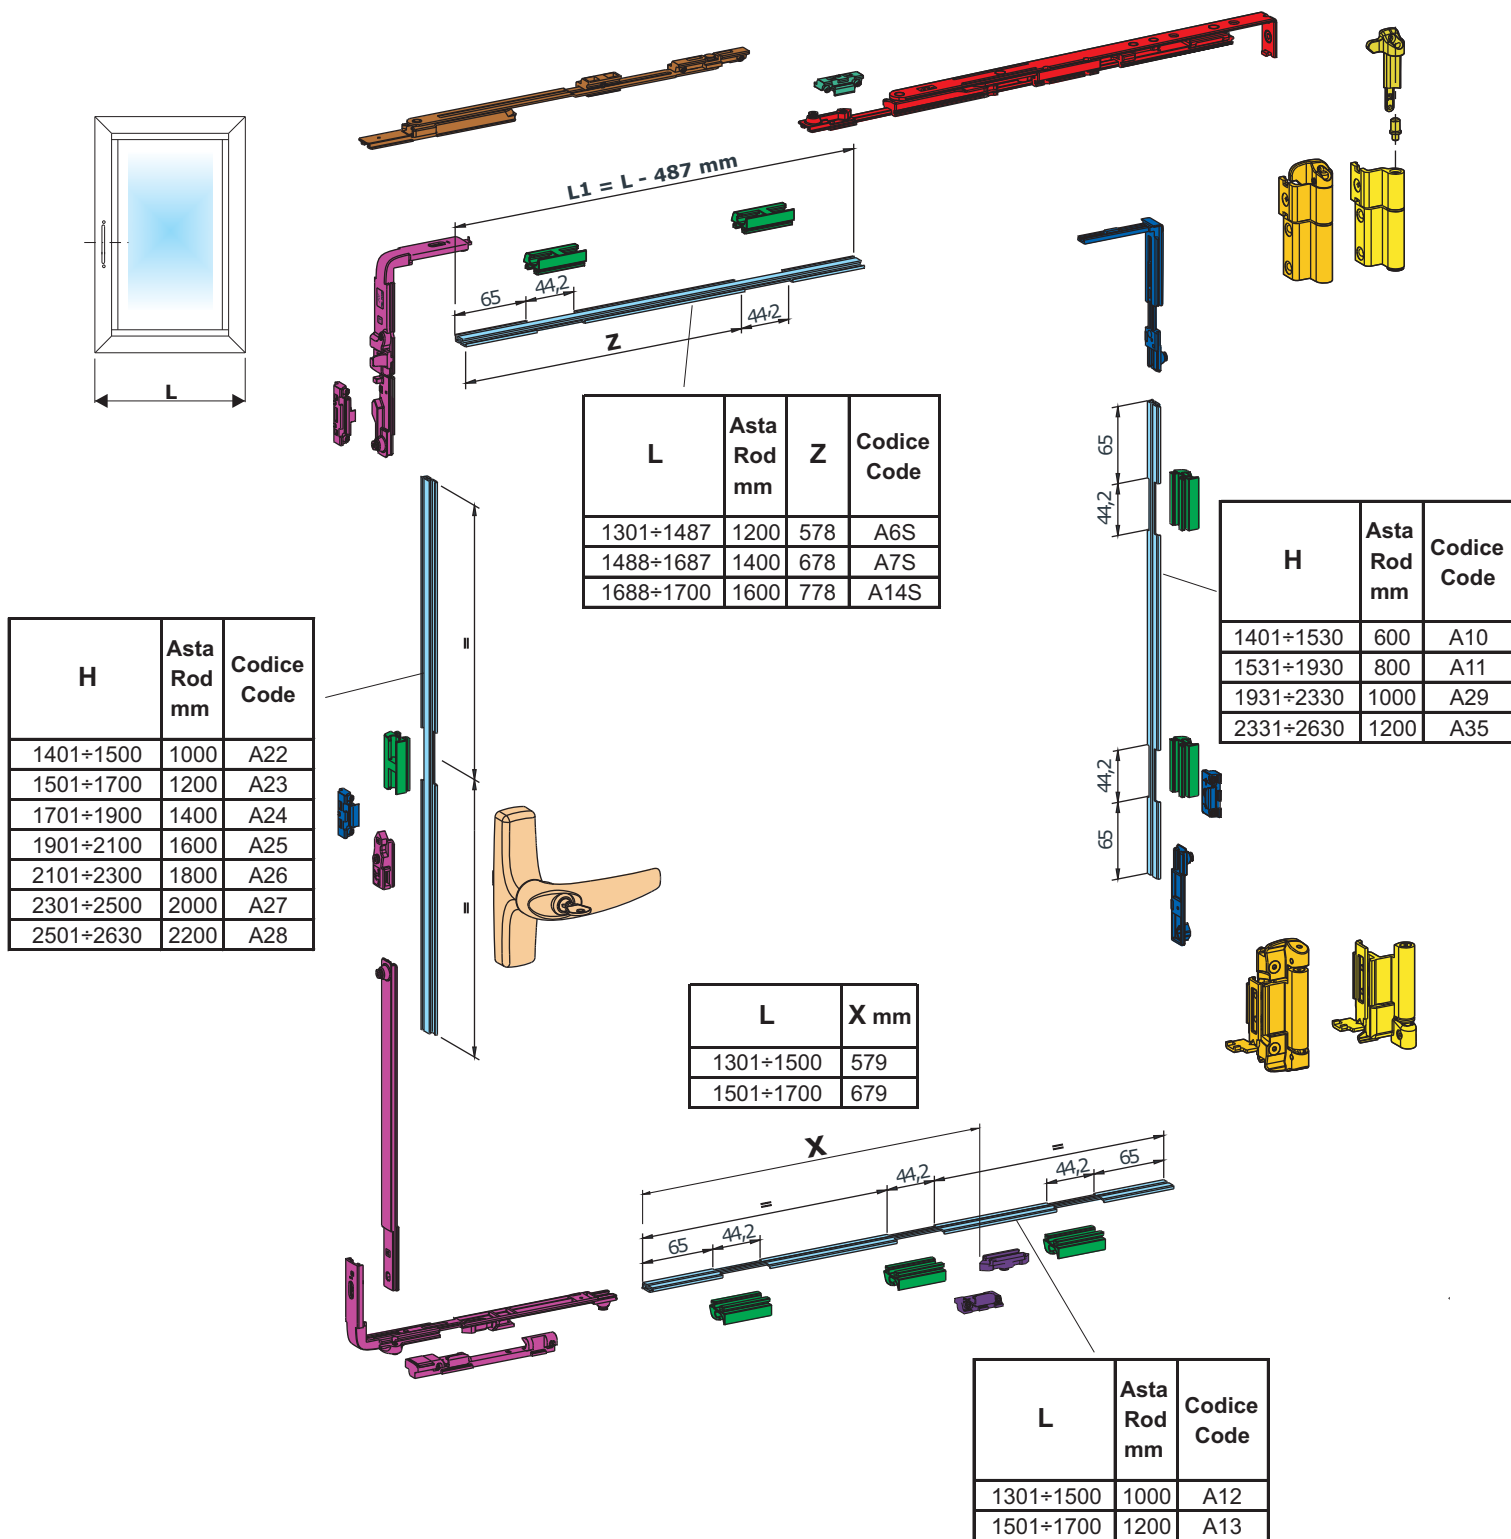 L1 = L - 487 mm
65
44,2
Z
44,2
L
L
Asta Rod mm
Z
Codice Code
1301÷1487 1200 578 A6S
1488÷1687 1400 678 A7S
1688÷1700 1600 778 A14S
65
44,2
H
Asta Rod mm
Codice Code
1401÷1530 600 A10
1531÷1930 800 A11
1931÷2330 1000 A29
2331÷2630 1200 A35
44,2
65
=
=
H
Asta Rod mm
Codice Code
1401÷1500 1000 A22
1501÷1700 1200 A23
1701÷1900 1400 A24
1901÷2100 1600 A25
2101÷2300 1800 A26
2301÷2500 2000 A27
2501÷2630 2200 A28
L X mm
1301÷1500 579
1501÷1700 679
X
=
=
65
44,2
44,2
44,2
65
L
Asta Rod mm
Codice Code
1301÷1500 1000 A12
1501÷1700 1200 A13